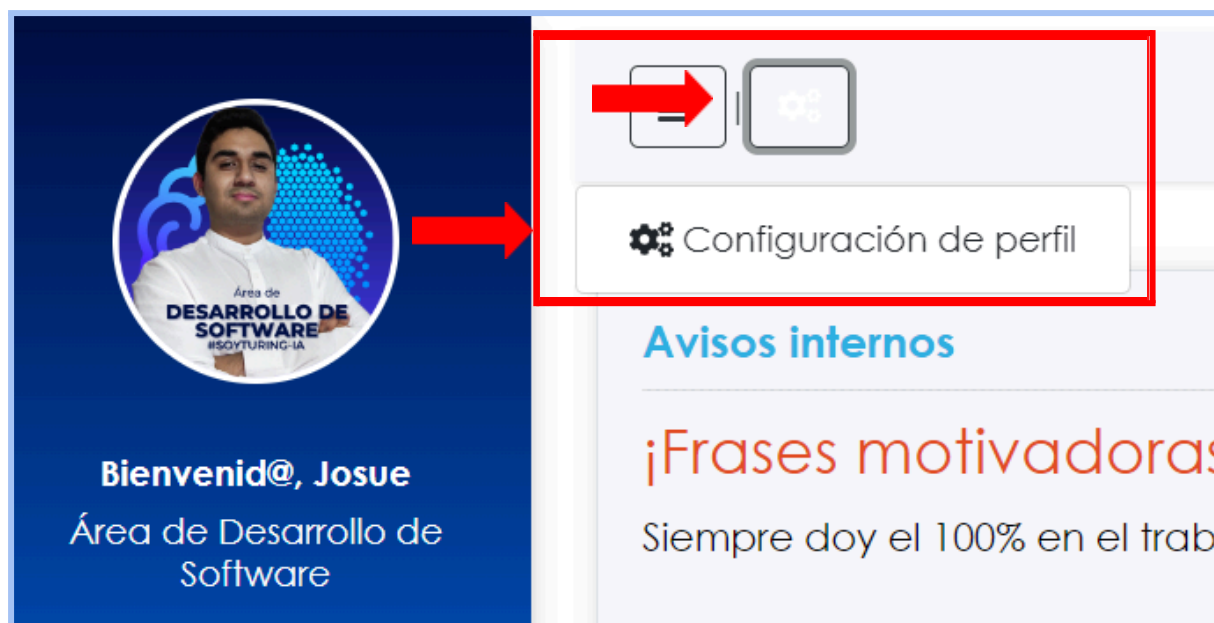 Área de
DESARROLLO DE
SOFTWARE
#SOYTURING-IA
Bienvenid@, Josue
Área de Desarrollo de
Software
Configuración de perfil
Avisos internos
¡Frases motivadoras
Siempre doy el 100% en el trab